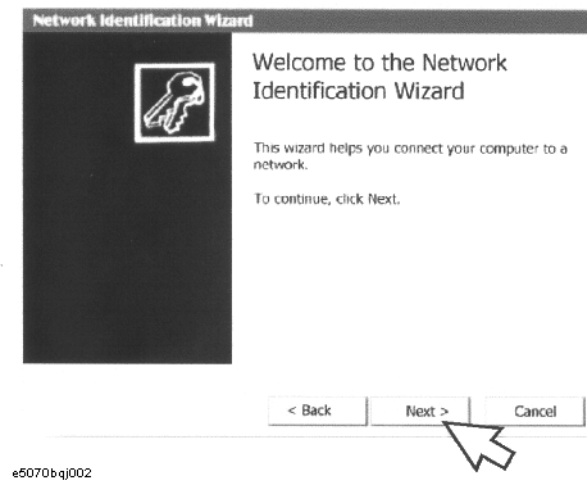 Network Identification Wizard
Welcome to the Network
Identification Wizard
This wizard helps you connect your computer to a
network.
To continue, click Next.
< Back
Next >
Cancel
e5070bqj002